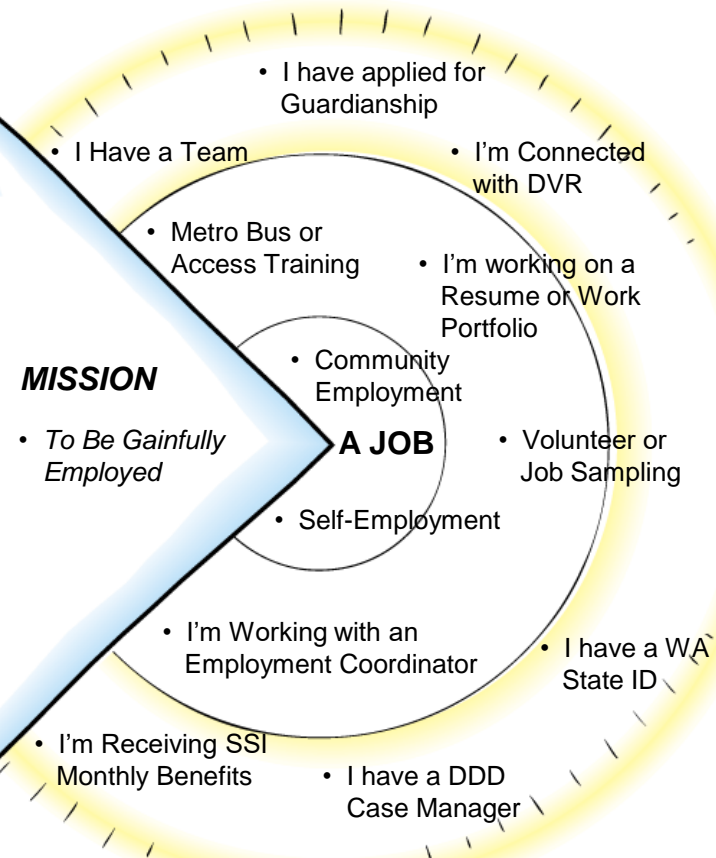 • I have applied for
Guardianship
• I Have a Team
• I'm Connected
with DVR
• Metro Bus or
Access Training
• I'm working on a
Resume or Work
Portfolio
• Community
Employment
MISSION
• To Be Gainfully
Employed
A JOB
• Volunteer or
Job Sampling
• Self-Employment
• I'm Working with an
Employment Coordinator
• I have a WA
State ID
• I'm Receiving SSI
Monthly Benefits
• I have a DDD
Case Manager